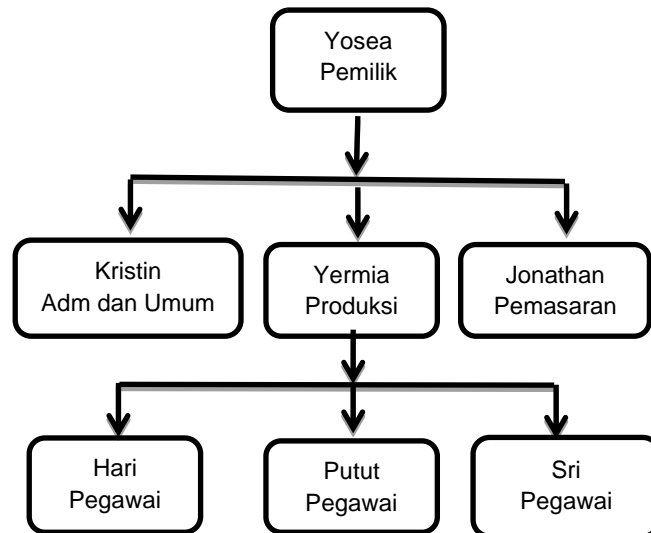 Yosea
Pemilik
Kristin
Adm dan Umum
Yermia
Produksi
Jonathan
Pemasaran
Hari
Pegawai
Putut
Pegawai
Sri
Pegawai